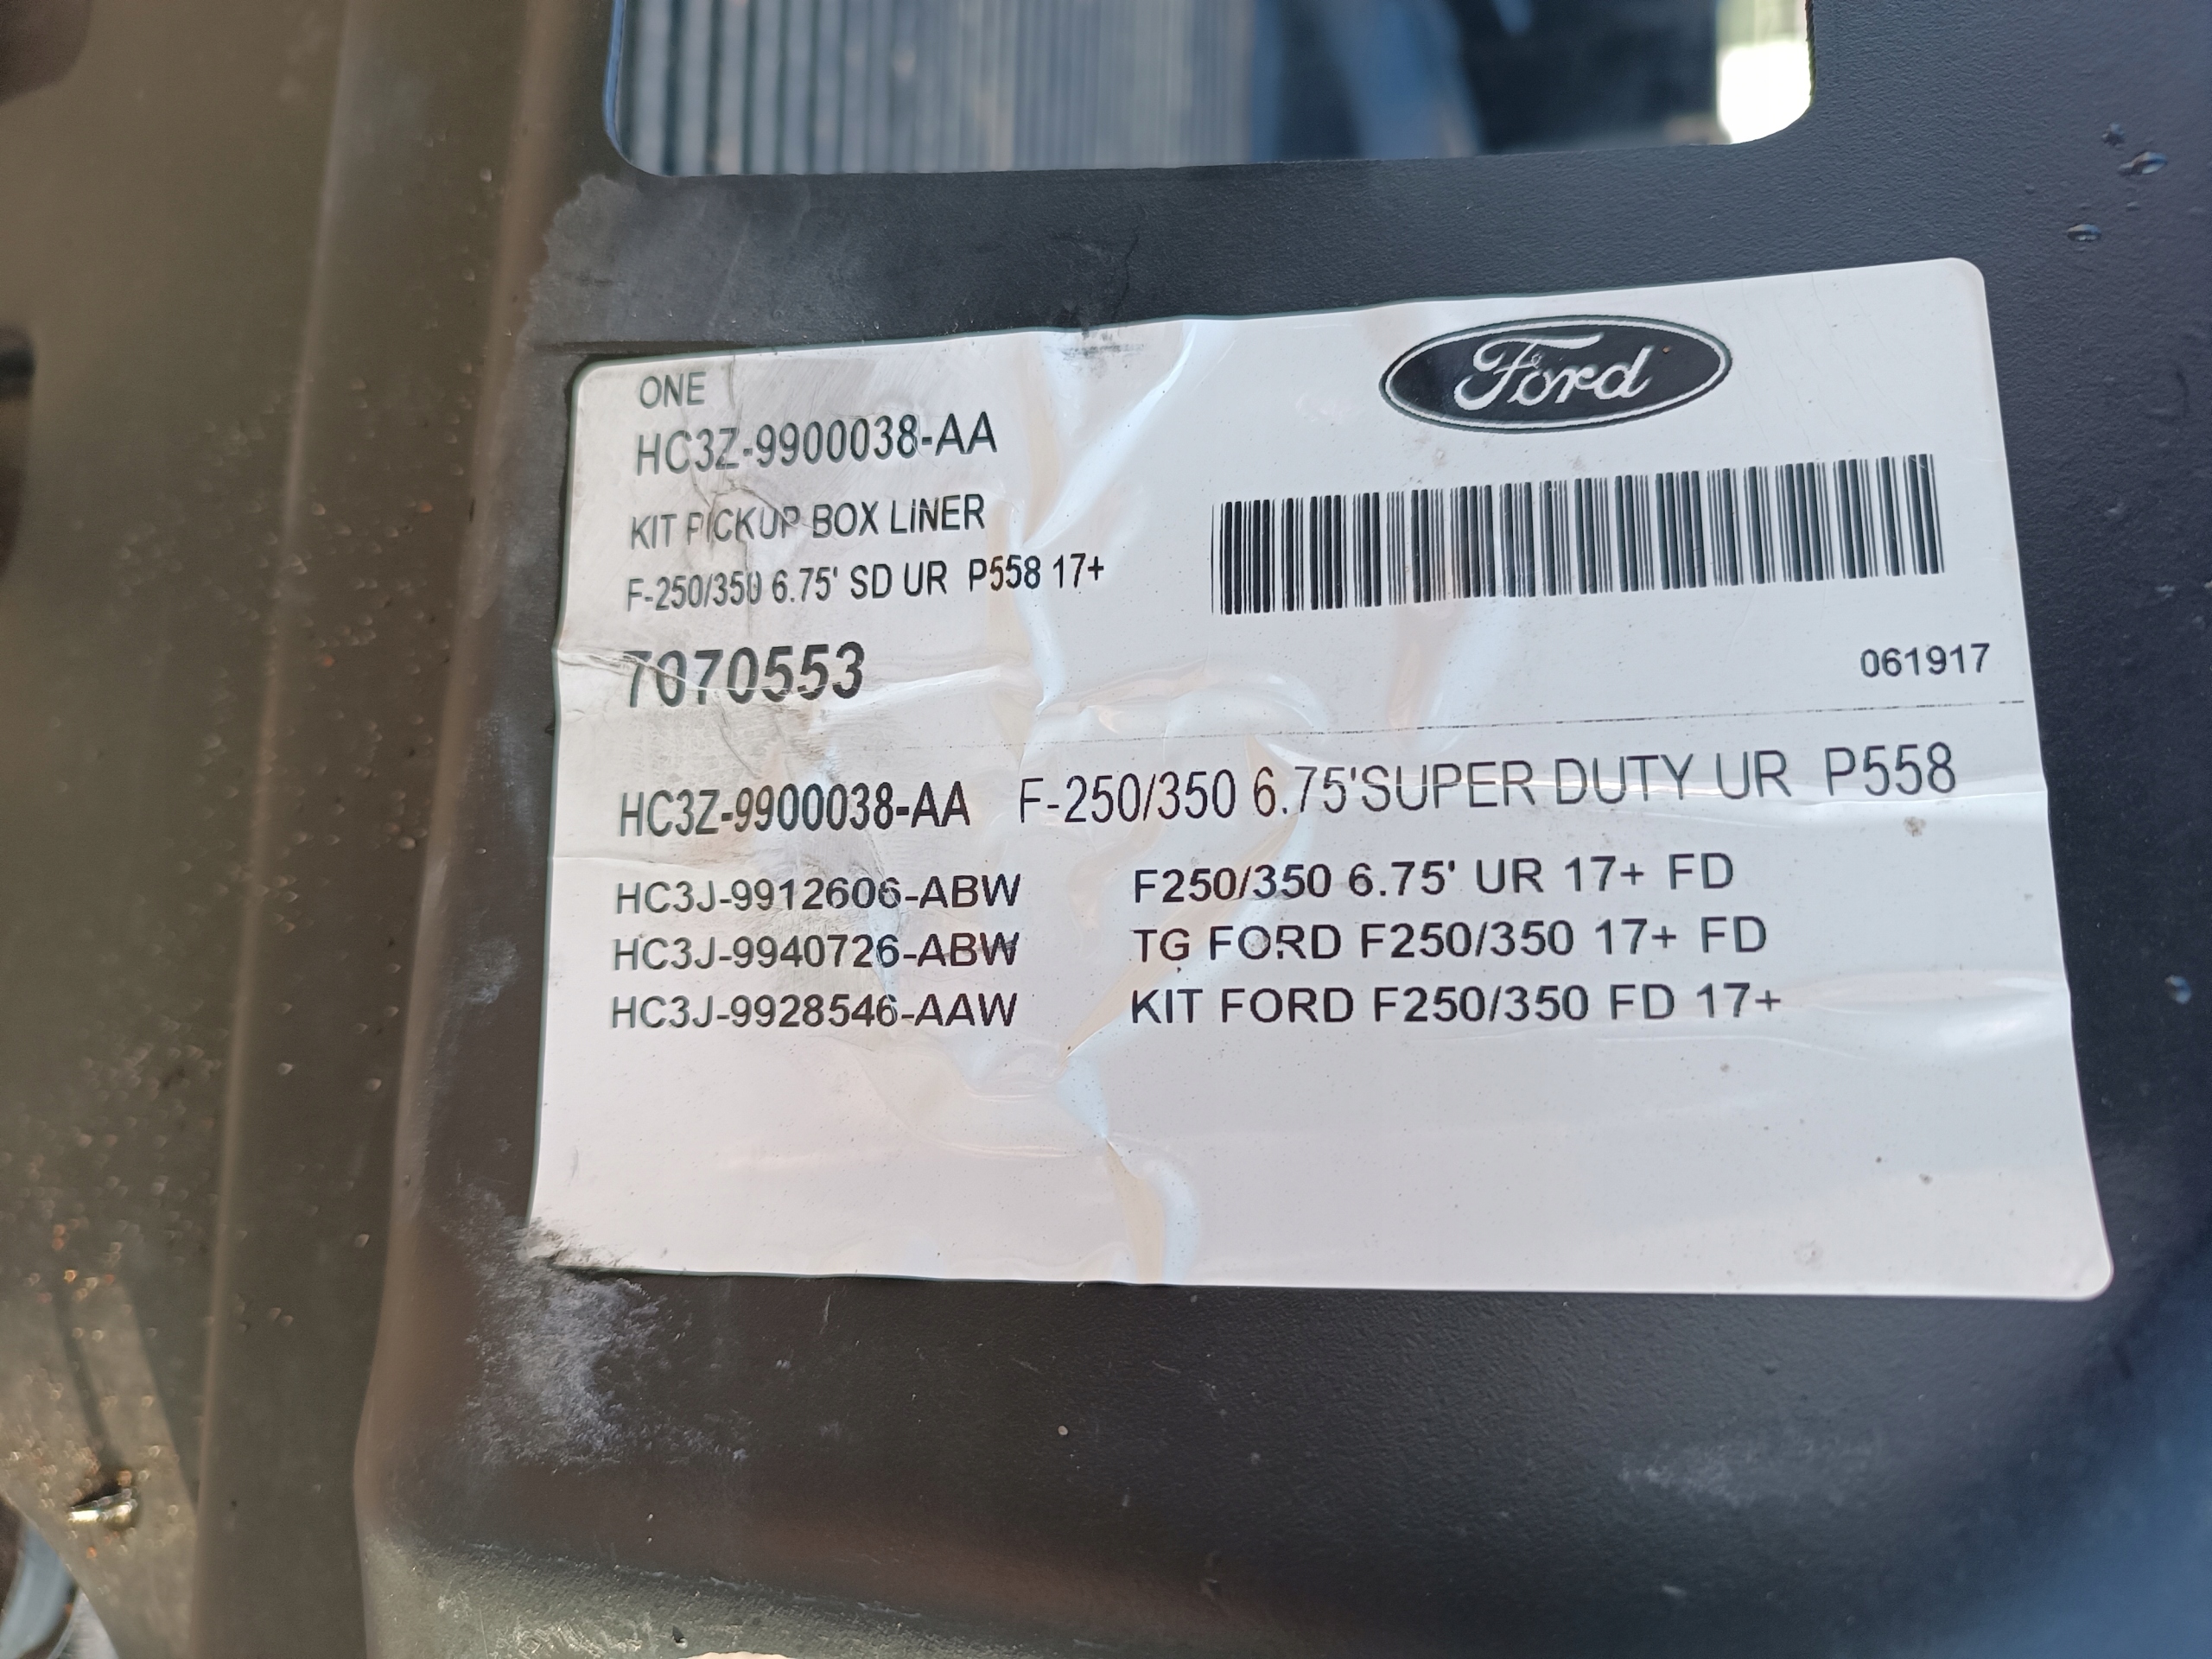 ONE
HC3Z-9900038-AA
KIT PICKUP BOX LINER
F-250/350 6.75' SD UR P558 17+
7070553
Ford
061917
HC3Z-9900038-AA F-250/350 6.75'SUPER DUTY UR P558
HC3J-9912606-ABW F250/350 6.75' UR 17+ FD
HC3J-9940726-ABW TG FORD F250/350 17+ FD
HC3J-9928546-AAW KIT FORD F250/350 FD 17+